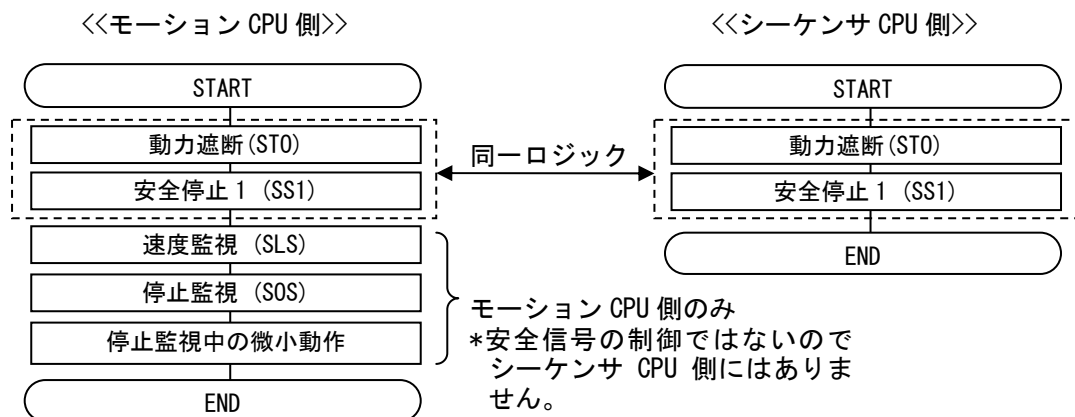 <<モーション CPU 側>>
START
動力遮断(STO)
安全停止 1 (SS1)
速度監視 (SLS)
停止監視 (SOS)
停止監視中の微小動作
END
同一ロジック
モーション CPU 側のみ
*安全信号の制御ではないので
シーケンサ CPU 側にはありま
せん。
<<シーケンサ CPU 側>>
START
動力遮断(STO)
安全停止 1 (SS1)
END